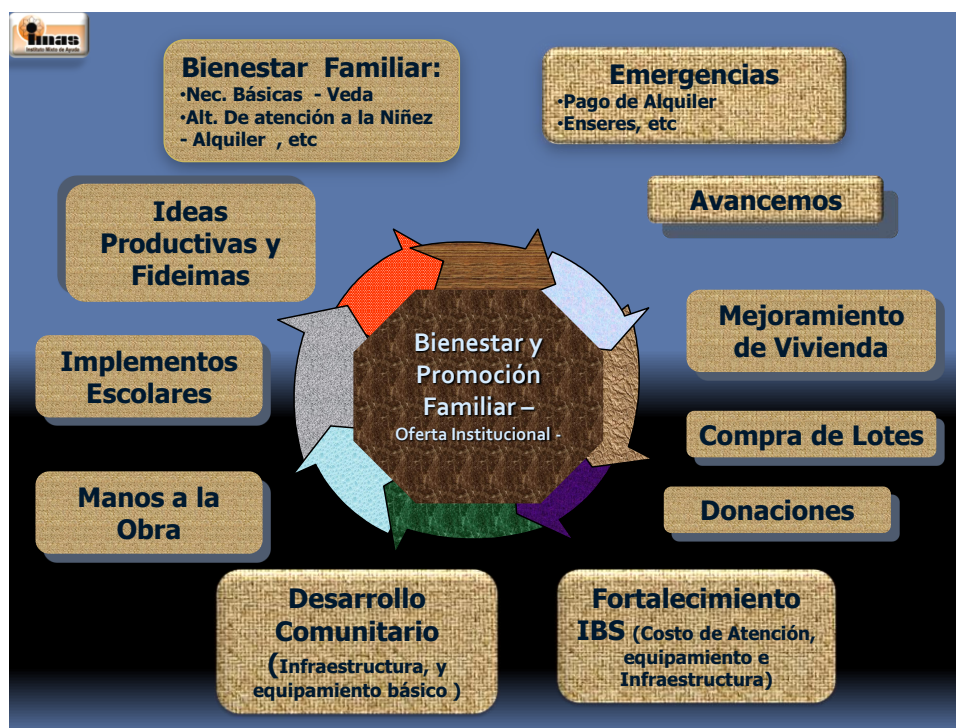 imas
Instituto Mixto de Ayuda
Bienestar Familiar:
•Nec. Básicas - Veda
•Alt. De atención a la Niñez
- Alquiler , etc
Emergencias
•Pago de Alquiler
•Enseres, etc
Avancemos
Ideas
Productivas y
Fideimas
Mejoramiento
de Vivienda
Bienestar y
Promoción
Familiar –
Oferta Institucional -
Implementos
Escolares
Compra de Lotes
Manos a la
Obra
Donaciones
Desarrollo
Comunitario
(Infraestructura, y
equipamiento básico )
Fortalecimiento
IBS (Costo de Atención,
equipamiento e
Infraestructura)